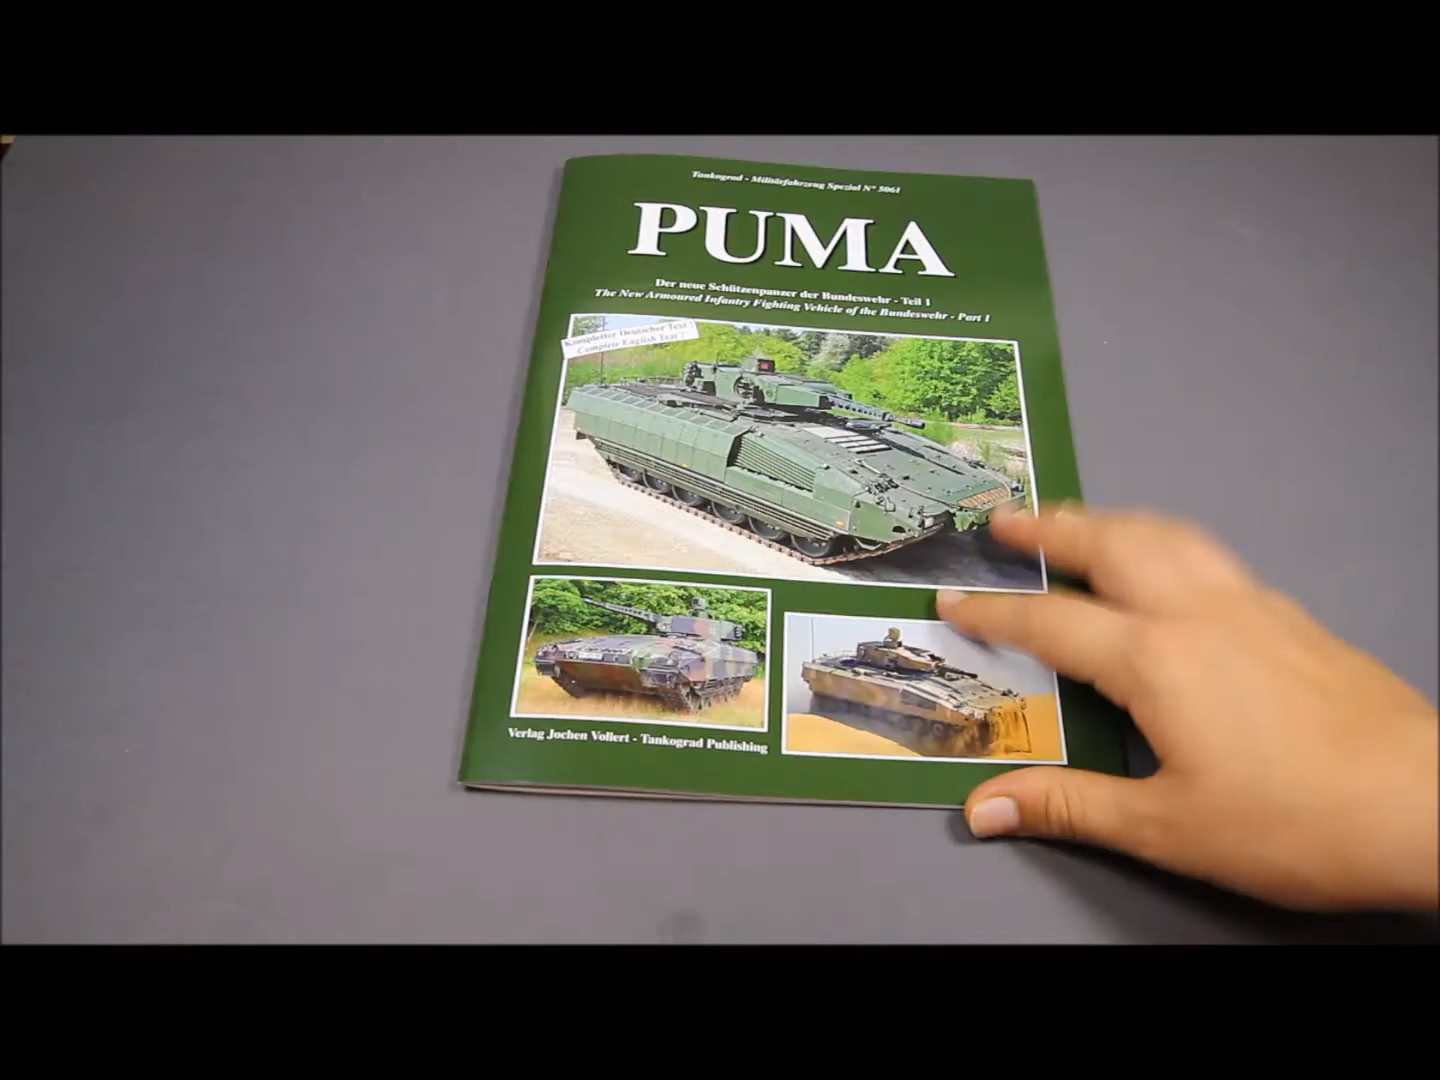 Tankograd - Militärfahrzeug Spezial N° 5061
PUMA
Der neue Schützenpanzer der Bundeswehr - Teil 1
The New Armoured Infantry Fighting Vehicle of the Bundeswehr - Part 1
Kompletter Deutscher Text !
Complete English Text !
Verlag Jochen Vollert - Tankograd Publishing